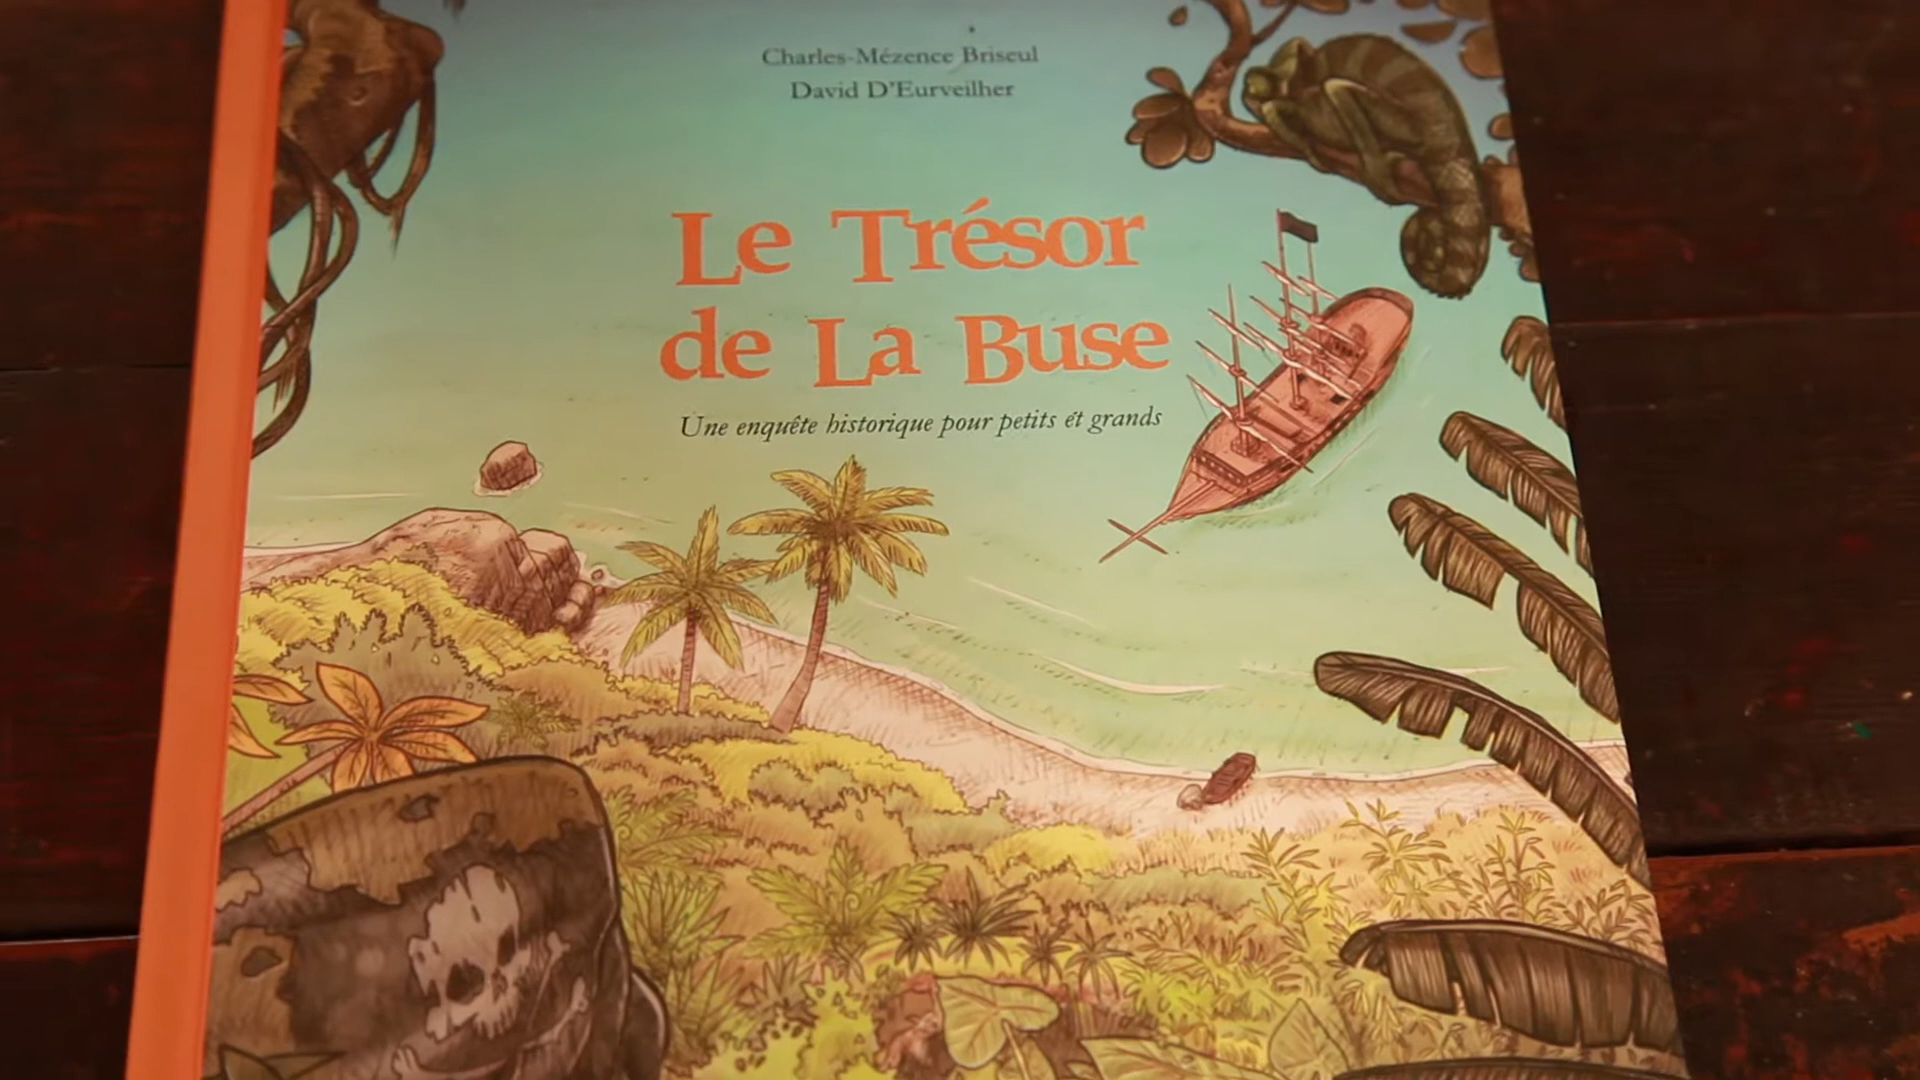 Charles-Mézence Briseul
David D'Eurveilher
Le Trésor
de La Buse
Une enquête historique pour petits et grands